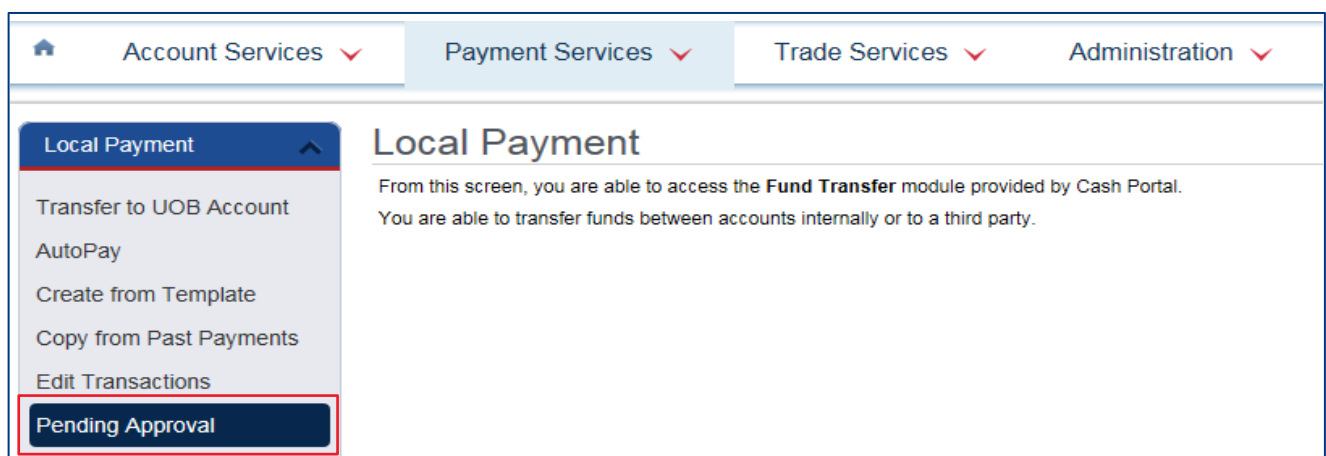 Account Services Payment Services Trade Services Administration
Local Payment
Transfer to UOB Account
AutoPay
Create from Template
Copy from Past Payments
Edit Transactions
Pending Approval
Local Payment
From this screen, you are able to access the Fund Transfer module provided by Cash Portal.
You are able to transfer funds between accounts internally or to a third party.